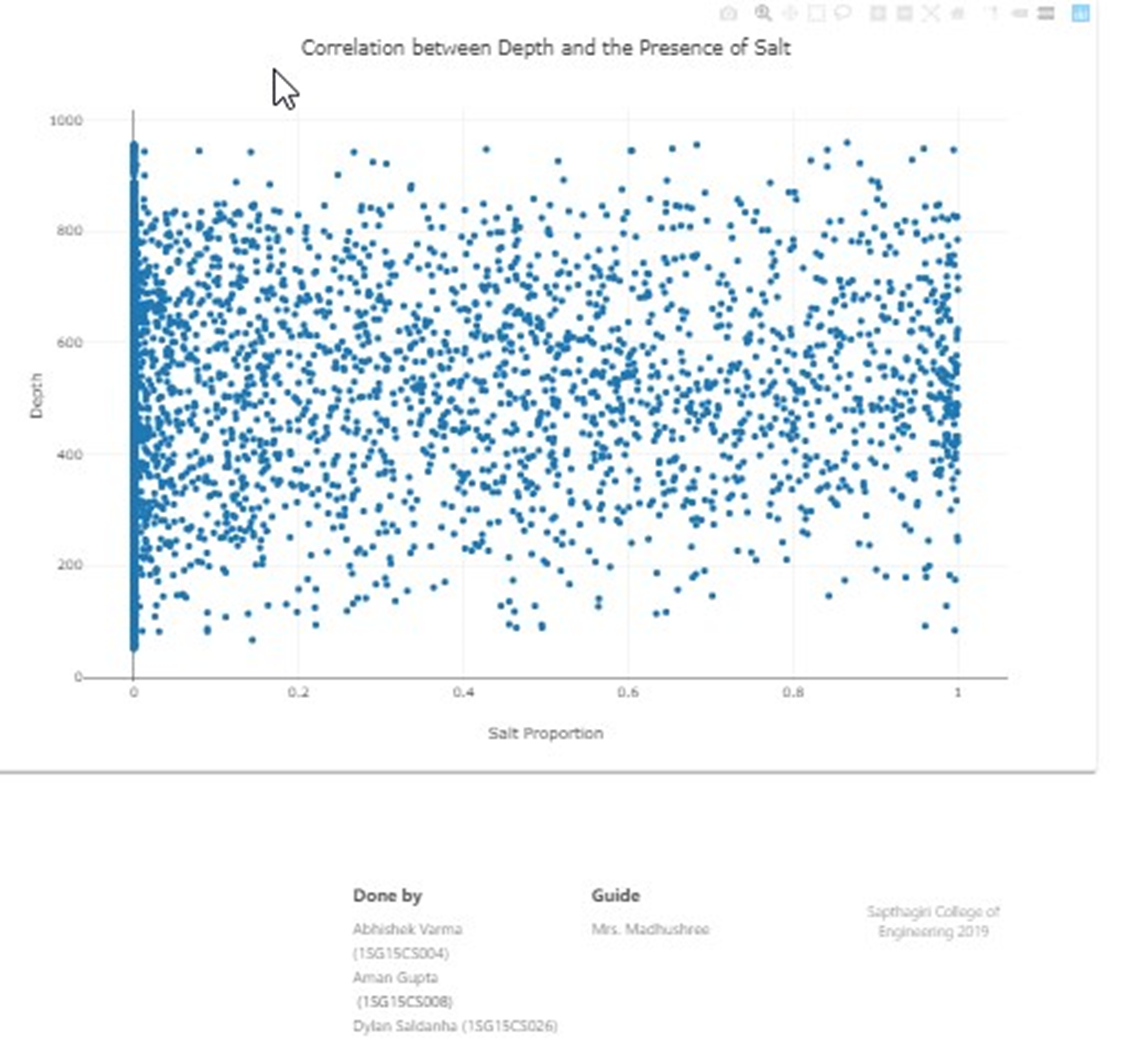 Correlation between Depth and the Presence of Salt
1000
800
600
400
200
0
Depth
0
0.2
0.4
0.6
0.8
1
Salt Proportion
Done by
Abhishek Varma
(1SG15CS004)
Aman Gupta
(1SG15CS008)
Dylan Saldanha (1SG15CS026)
Guide
Mrs. Madhushree
Sapthagiri College of
Engineering 2019